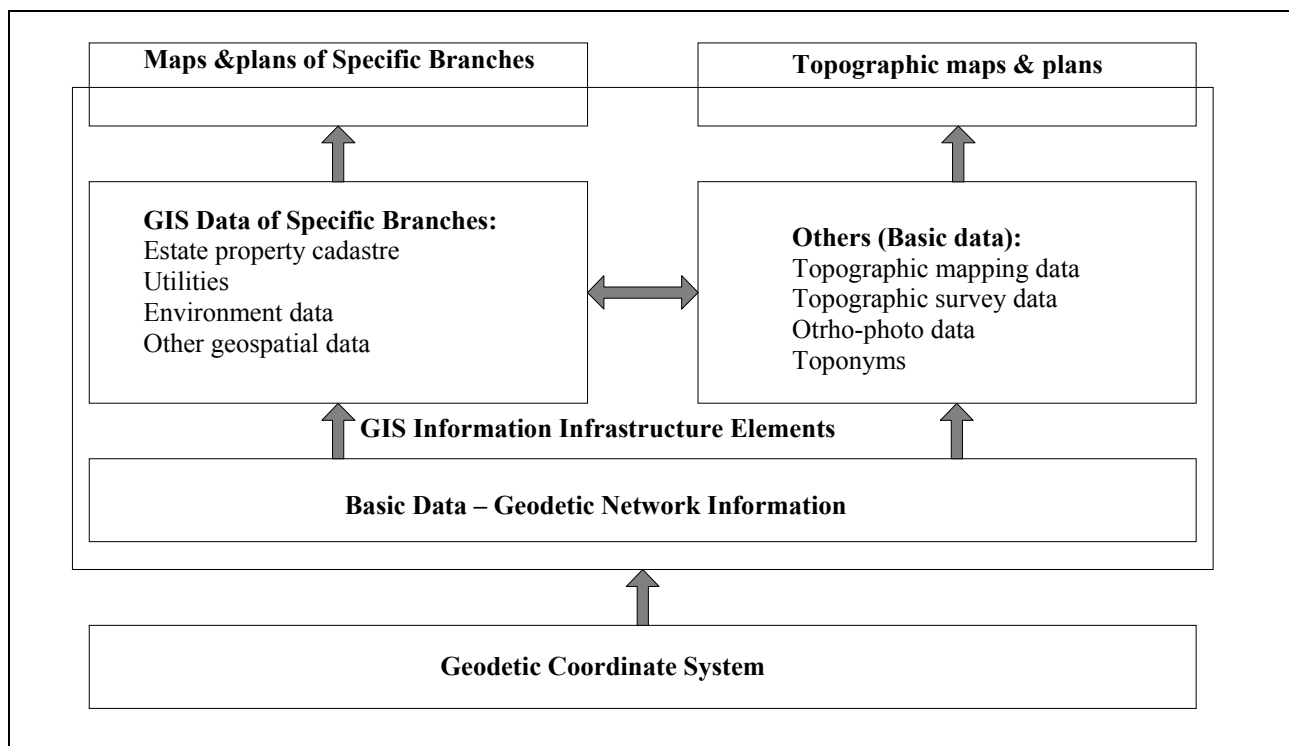 Maps &plans of Specific Branches
Topographic maps & plans
GIS Data of Specific Branches:
Estate property cadastre
Utilities
Environment data
Other geospatial data
Others (Basic data):
Topographic mapping data
Topographic survey data
Otrho-photo data
Toponyms
GIS Information Infrastructure Elements
Basic Data – Geodetic Network Information
Geodetic Coordinate System